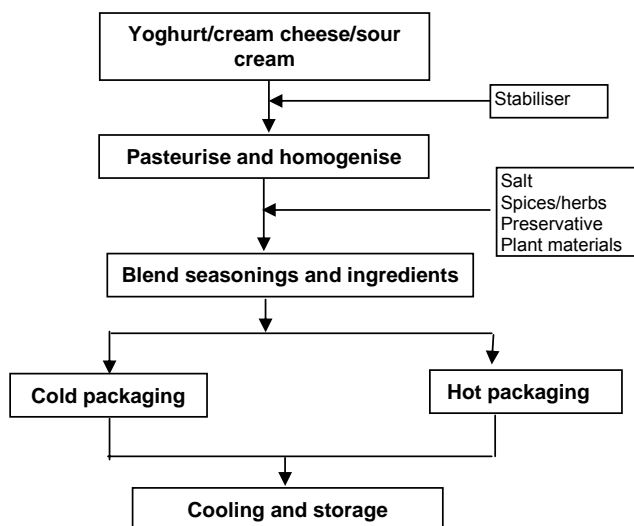 Yoghurt/cream cheese/sour
cream
Stabiliser
Pasteurise and homogenise
Salt
Spices/herbs
Preservative
Plant materials
Blend seasonings and ingredients
Cold packaging
Hot packaging
Cooling and storage